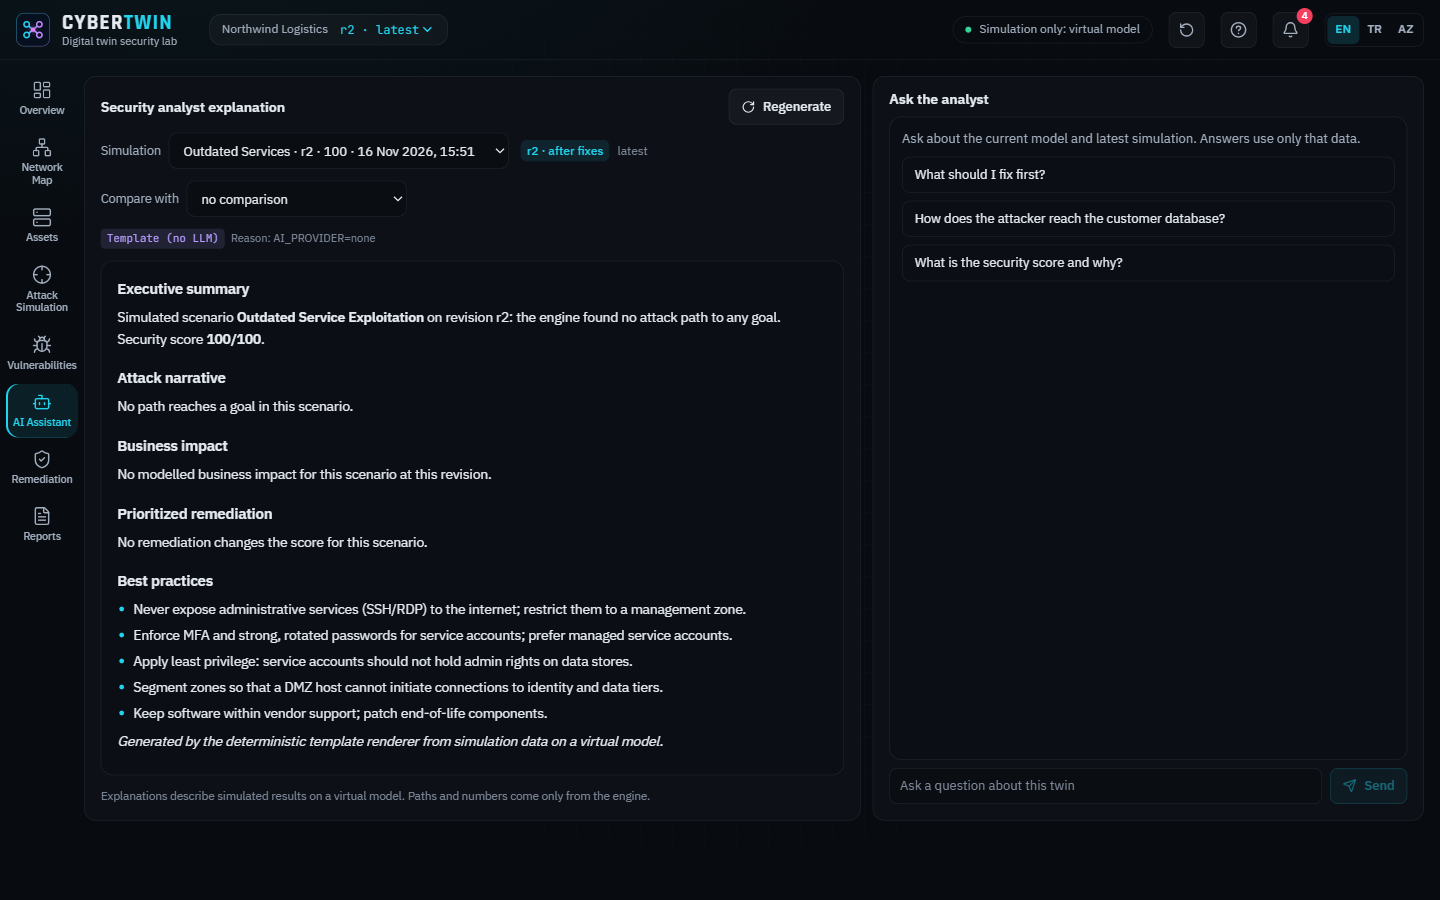 CYBERTWIN
Digital twin security lab
Northwind Logistics r2 · latest
Simulation only: virtual model
4
EN TR AZ
Overview
Network
Map
Assets
Attack
Simulation
Vulnerabilities
AI Assistant
Remediation
Reports
Security analyst explanation
Regenerate
Simulation Outdated Services · r2 · 100 · 16 Nov 2026, 15:51 r2 · after fixes latest
Compare with no comparison
Template (no LLM) Reason: AI_PROVIDER=none
Executive summary
Simulated scenario Outdated Service Exploitation on revision r2: the engine found no attack path to any goal.
Security score 100/100.
Attack narrative
No path reaches a goal in this scenario.
Business impact
No modelled business impact for this scenario at this revision.
Prioritized remediation
No remediation changes the score for this scenario.
Best practices
• Never expose administrative services (SSH/RDP) to the internet; restrict them to a management zone.
• Enforce MFA and strong, rotated passwords for service accounts; prefer managed service accounts.
• Apply least privilege: service accounts should not hold admin rights on data stores.
• Segment zones so that a DMZ host cannot initiate connections to identity and data tiers.
• Keep software within vendor support; patch end-of-life components.
Generated by the deterministic template renderer from simulation data on a virtual model.
Explanations describe simulated results on a virtual model. Paths and numbers come only from the engine.
Ask the analyst
Ask about the current model and latest simulation. Answers use only that data.
What should I fix first?
How does the attacker reach the customer database?
What is the security score and why?
Ask a question about this twin
Send